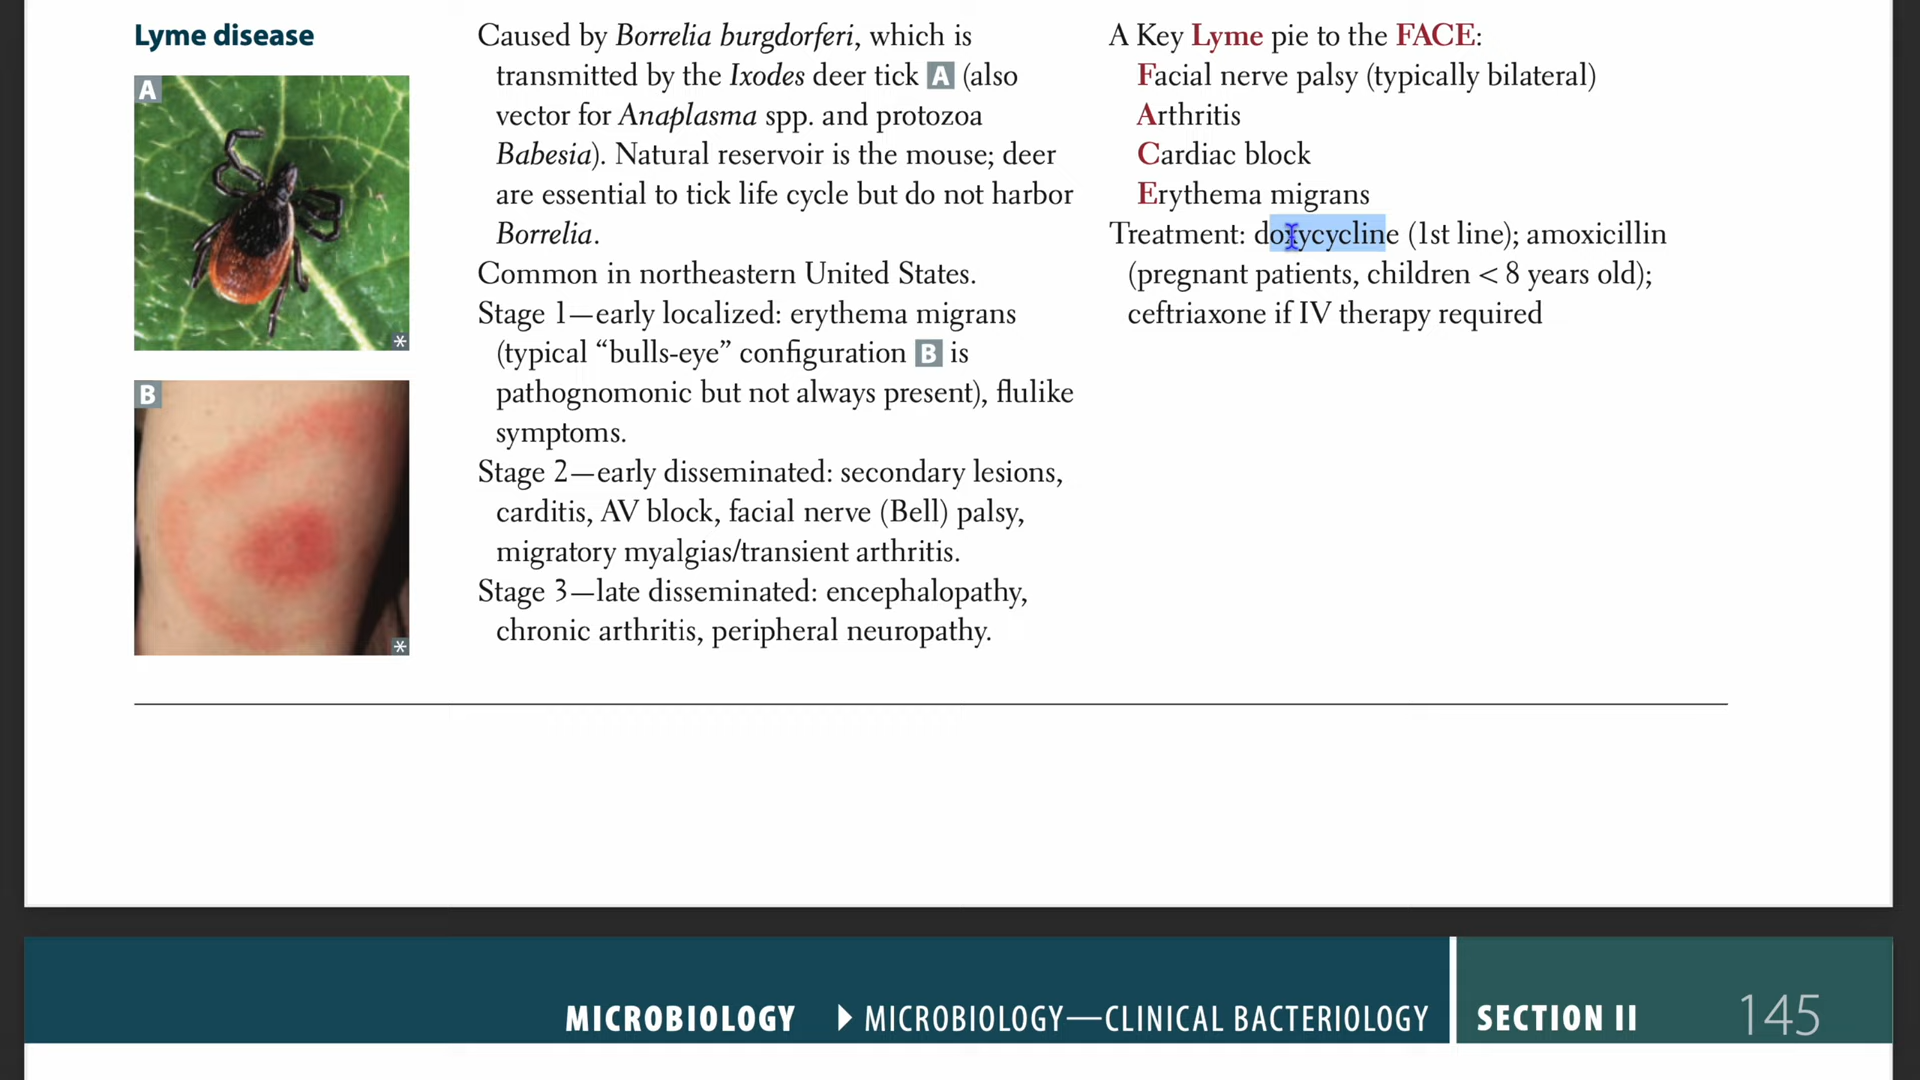 Lyme disease
A
*
B
*
Caused by Borrelia burgdorferi, which is
transmitted by the Ixodes deer tick A (also
vector for Anaplasma spp. and protozoa
Babesia). Natural reservoir is the mouse; deer
are essential to tick life cycle but do not harbor
Borrelia.
Common in northeastern United States.
Stage 1—early localized: erythema migrans
(typical “bulls-eye” configuration B is
pathognomonic but not always present), flulike
symptoms.
Stage 2—early disseminated: secondary lesions,
carditis, AV block, facial nerve (Bell) palsy,
migratory myalgias/transient arthritis.
Stage 3—late disseminated: encephalopathy,
chronic arthritis, peripheral neuropathy.
A Key Lyme pie to the FACE:
Facial nerve palsy (typically bilateral)
Arthritis
Cardiac block
Erythema migrans
Treatment: doxycycline (1st line); amoxicillin
(pregnant patients, children < 8 years old);
ceftriaxone if IV therapy required
MICROBIOLOGY ▶ MICROBIOLOGY—CLINICAL BACTERIOLOGY SECTION II 145